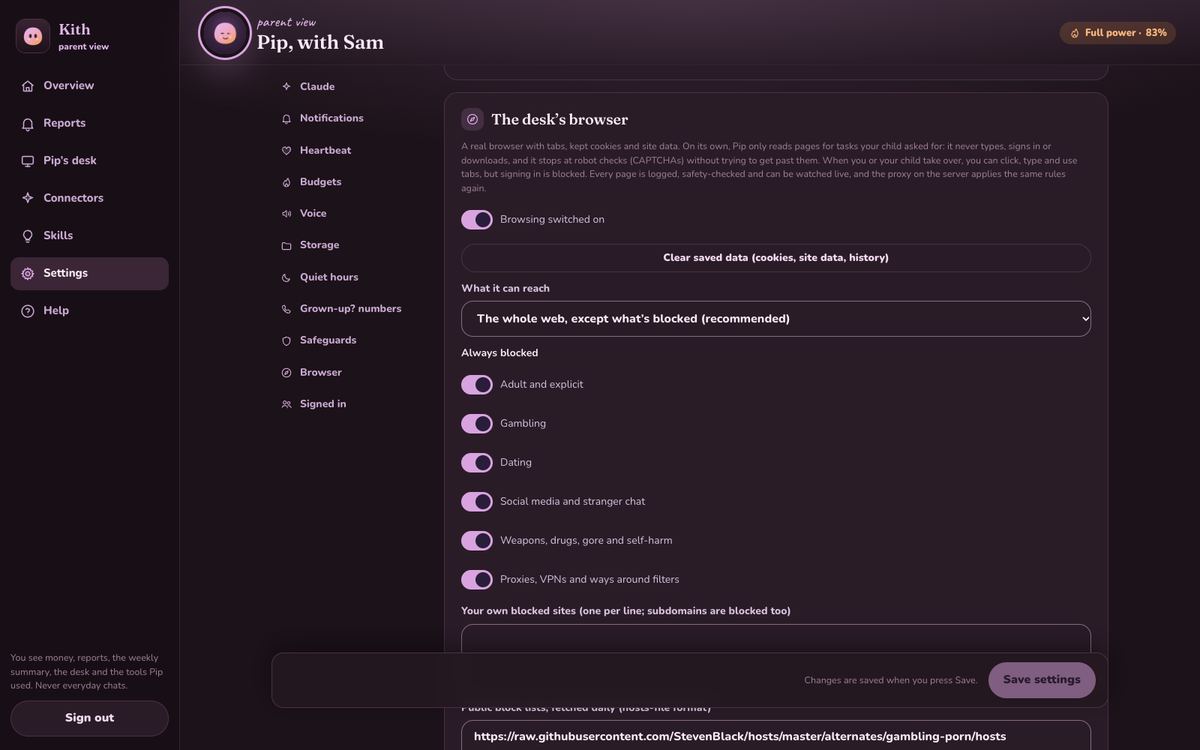 Kith
parent view
Overview
Reports
Pip's desk
Connectors
Skills
Settings
Help
You see money, reports, the weekly
summary, the desk and the tools Pip
used. Never everyday chats.
Sign out
parent view
Pip, with Sam
Full power · 83%
Claude
Notifications
Heartbeat
Budgets
Voice
Storage
Quiet hours
Grown-up? numbers
Safeguards
Browser
Signed in
The desk’s browser
A real browser with tabs, kept cookies and site data. On its own, Pip only reads pages for tasks your child asked for: it never types, signs in or
downloads, and it stops at robot checks (CAPTCHAs) without trying to get past them. When you or your child take over, you can click, type and use
tabs, but signing in is blocked. Every page is logged, safety-checked and can be watched live, and the proxy on the server applies the same rules
again.
Browsing switched on
Clear saved data (cookies, site data, history)
What it can reach
The whole web, except what’s blocked (recommended)
Always blocked
Adult and explicit
Gambling
Dating
Social media and stranger chat
Weapons, drugs, gore and self-harm
Proxies, VPNs and ways around filters
Your own blocked sites (one per line; subdomains are blocked too)
Changes are saved when you press Save.
Save settings
Public block lists, fetched daily (hosts-file format)
https://raw.githubusercontent.com/StevenBlack/hosts/master/alternates/gambling-porn/hosts